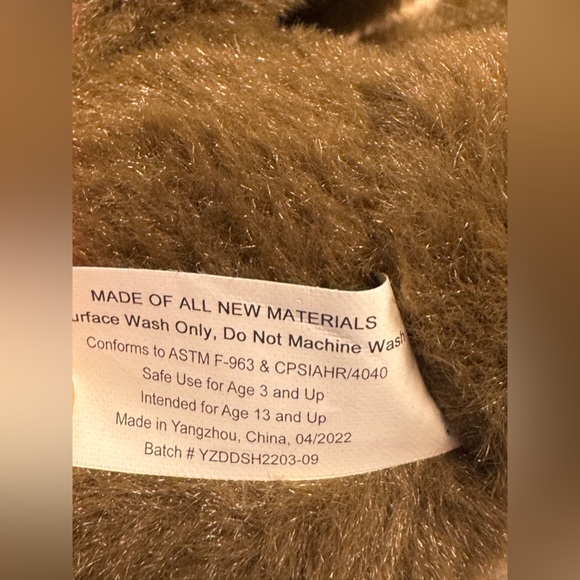 MADE OF ALL NEW MATERIALS
urface Wash Only, Do Not Machine Wash
Conforms to ASTM F-963 & CPSIAHR/4040
Safe Use for Age 3 and Up
Intended for Age 13 and Up
Made in Yangzhou, China, 04/2022
Batch # YZDDSH2203-09